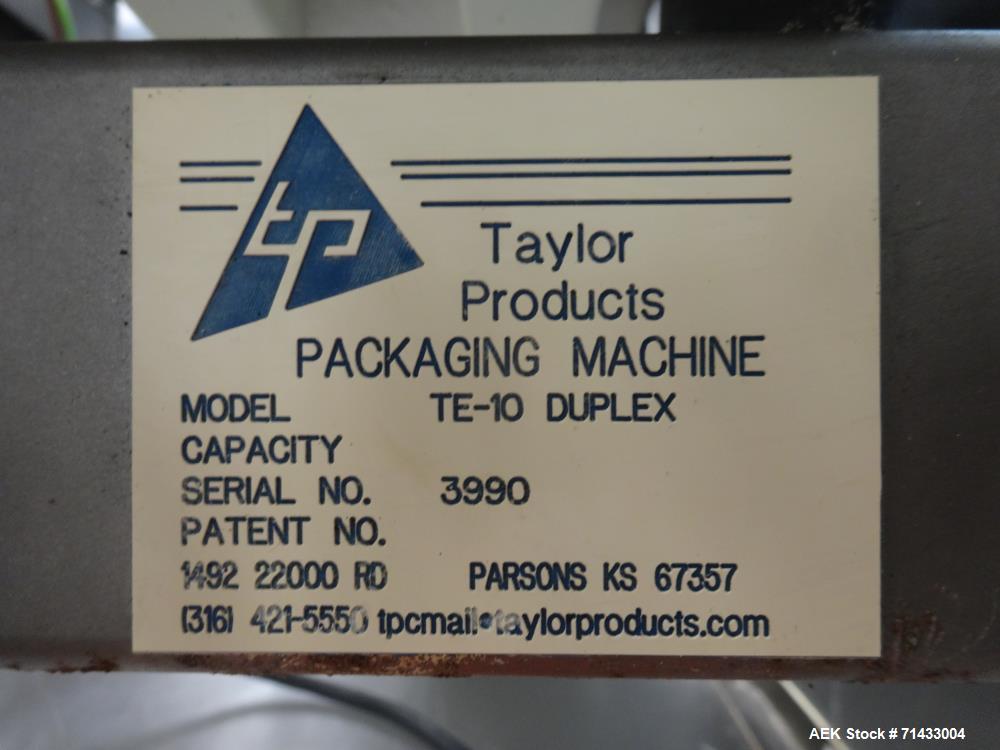 tp
Taylor
Products
PACKAGING MACHINE
MODEL TE-10 DUPLEX
CAPACITY
SERIAL NO. 3990
PATENT NO.
1492 22000 RD PARSONS KS 67357
(316) 421-5550 tpcmail@taylorproducts.com
AEK Stock #71433004